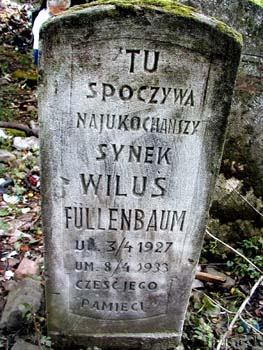 TU
SPOCZYWA
NAJUKOCHAŃSZY
SYNEK
WILUŚ
FÜLLENBAUM
UR. 3/4 1927
UM. 8/4 1933
CZEŚĆ JEGO
PAMIĘCI